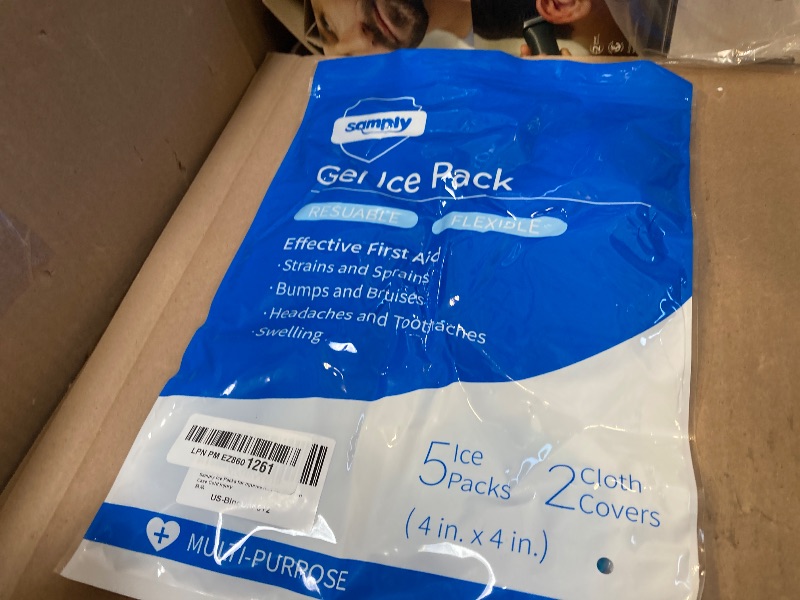 samply
Gel Ice Pack
RESUABLE FLEXIBLE
Effective First Aid
·Strains and Sprains
·Bumps and Bruises
·Headaches and Toothaches
·Swelling
LPN PM EZ860 1261
US-
5 Ice Packs 2 Cloth Covers
(4 in. x 4 in.)
MULTI-PURPOSE